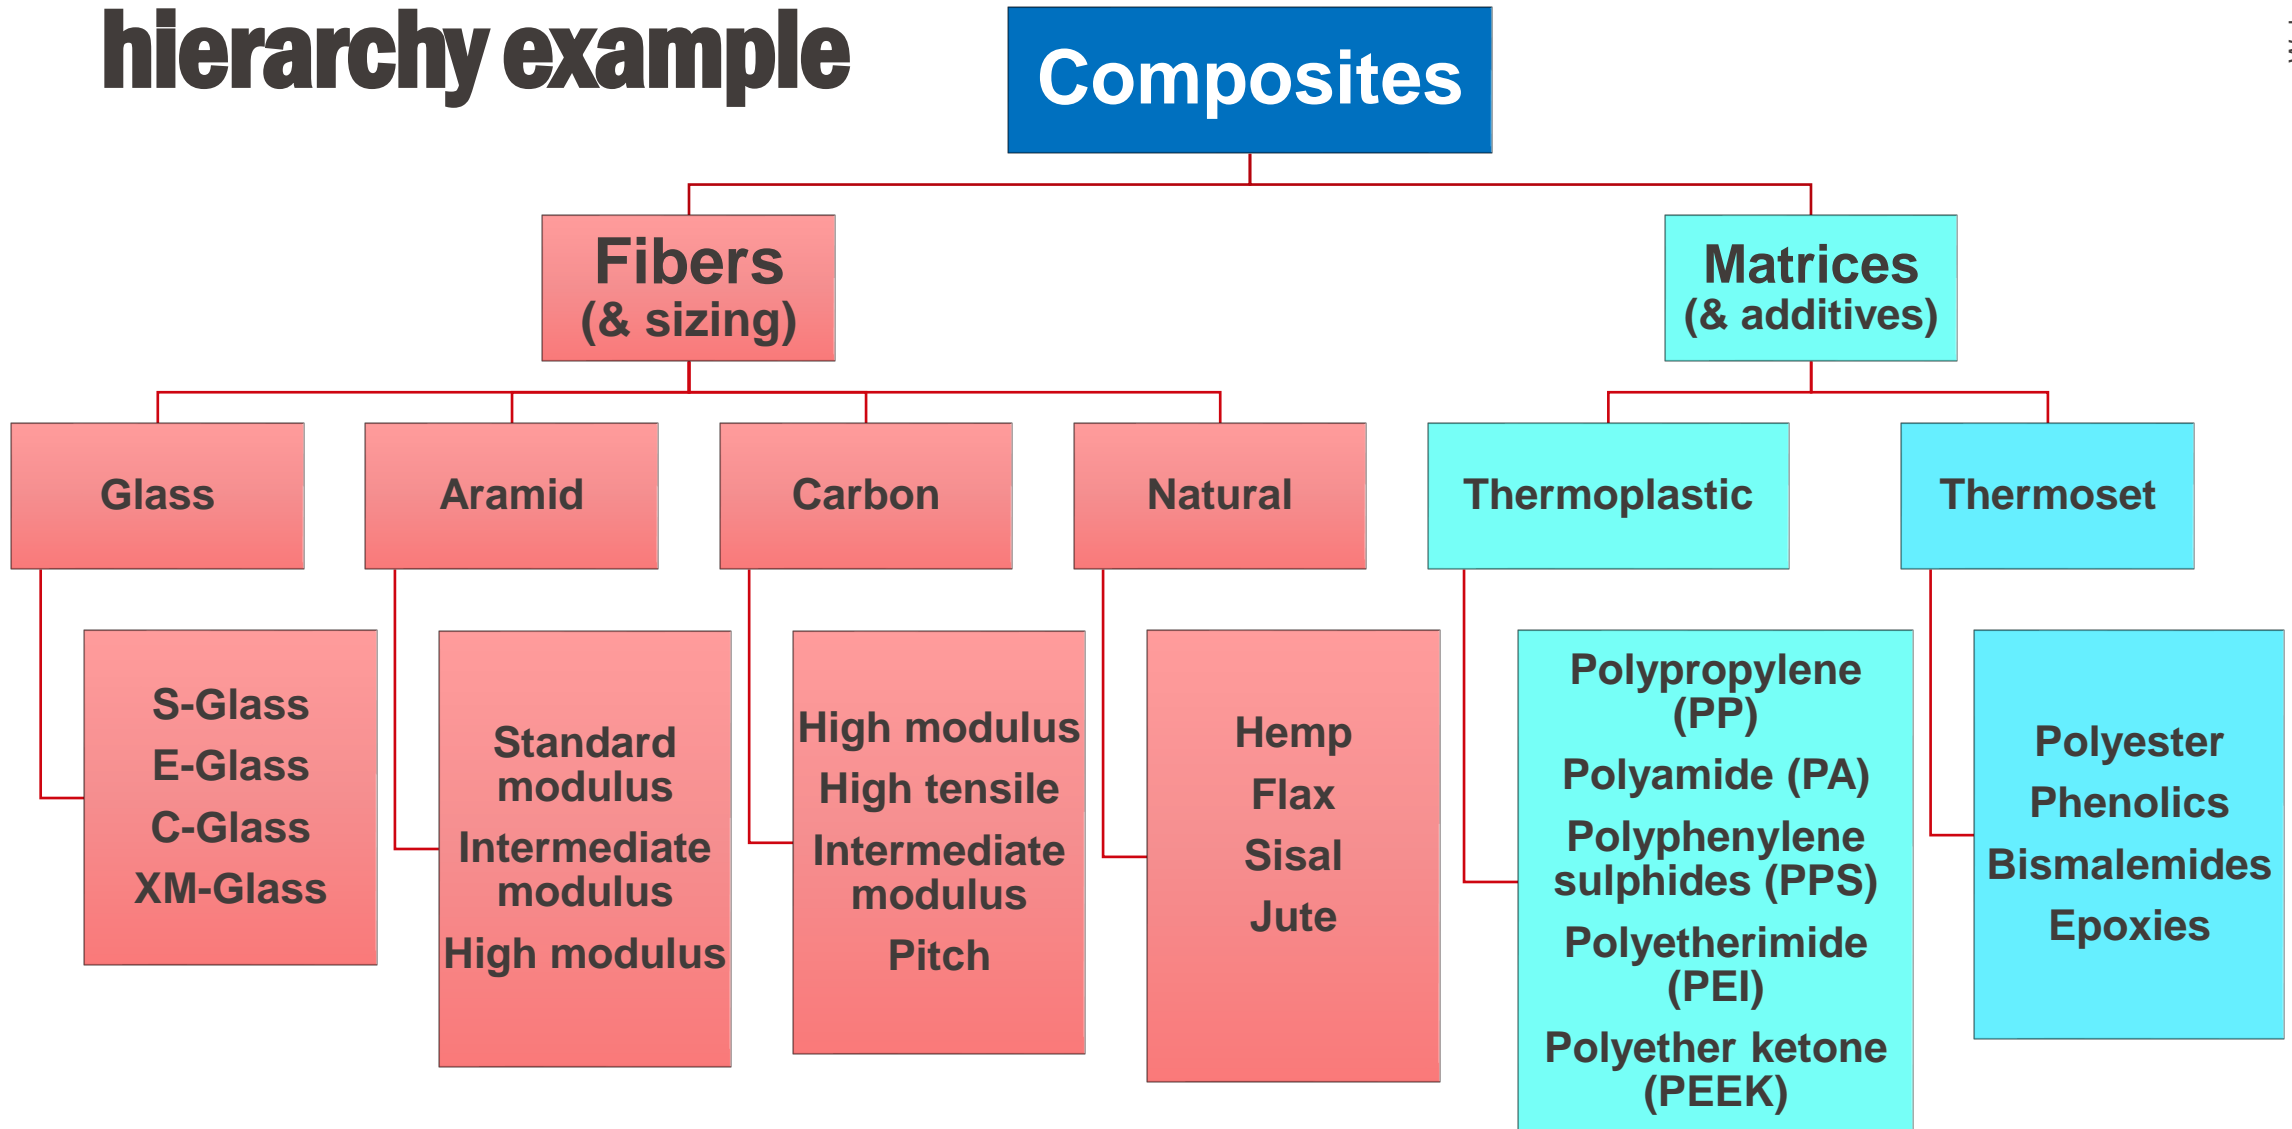 hierarchy example
Composites
Fibers
(& sizing)
Matrices
(& additives)
Glass
Aramid
Carbon
Natural
Thermoplastic
Thermoset
S-Glass
E-Glass
C-Glass
XM-Glass
Standard
modulus
Intermediate
modulus
High modulus
High modulus
High tensile
Intermediate
modulus
Pitch
Hemp
Flax
Sisal
Jute
Polypropylene
(PP)
Polyamide (PA)
Polyphenylene
sulphides (PPS)
Polyetherimide
(PEI)
Polyether ketone
(PEEK)
Polyester
Phenolics
Bismalemides
Epoxies